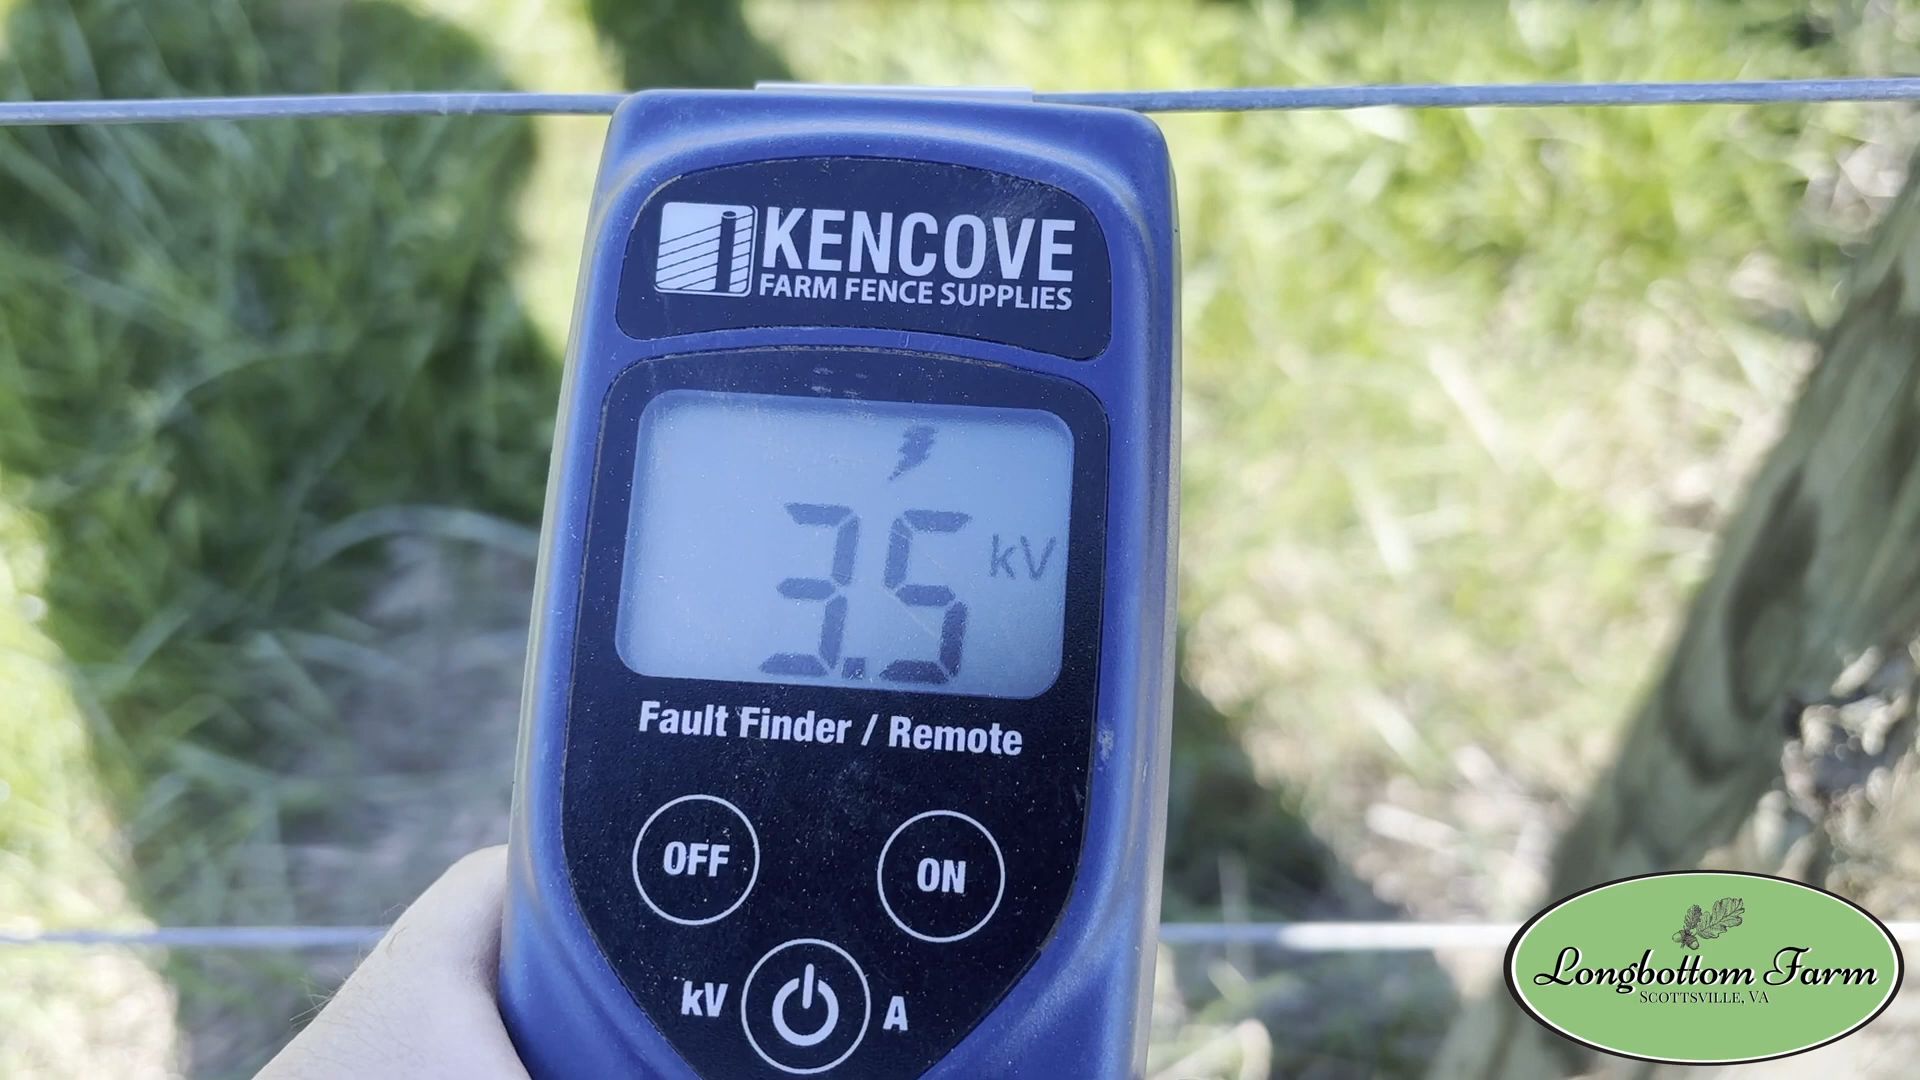 KENCOVE
FARM FENCE SUPPLIES
3.5 kV
Fault Finder / Remote
OFF ON
kV A
Longbottom Farm
SCOTTSVILLE, VA